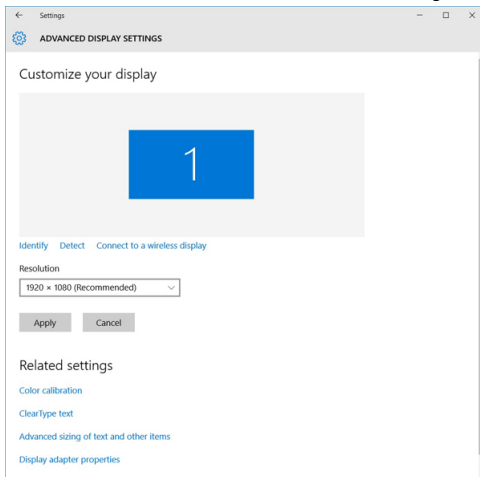 Settings
ADVANCED DISPLAY SETTINGS
Customize your display
1
Identify Detect Connect to a wireless display
Resolution
1920 × 1080 (Recommended)
Apply Cancel
Related settings
Color calibration
ClearType text
Advanced sizing of text and other items
Display adapter properties